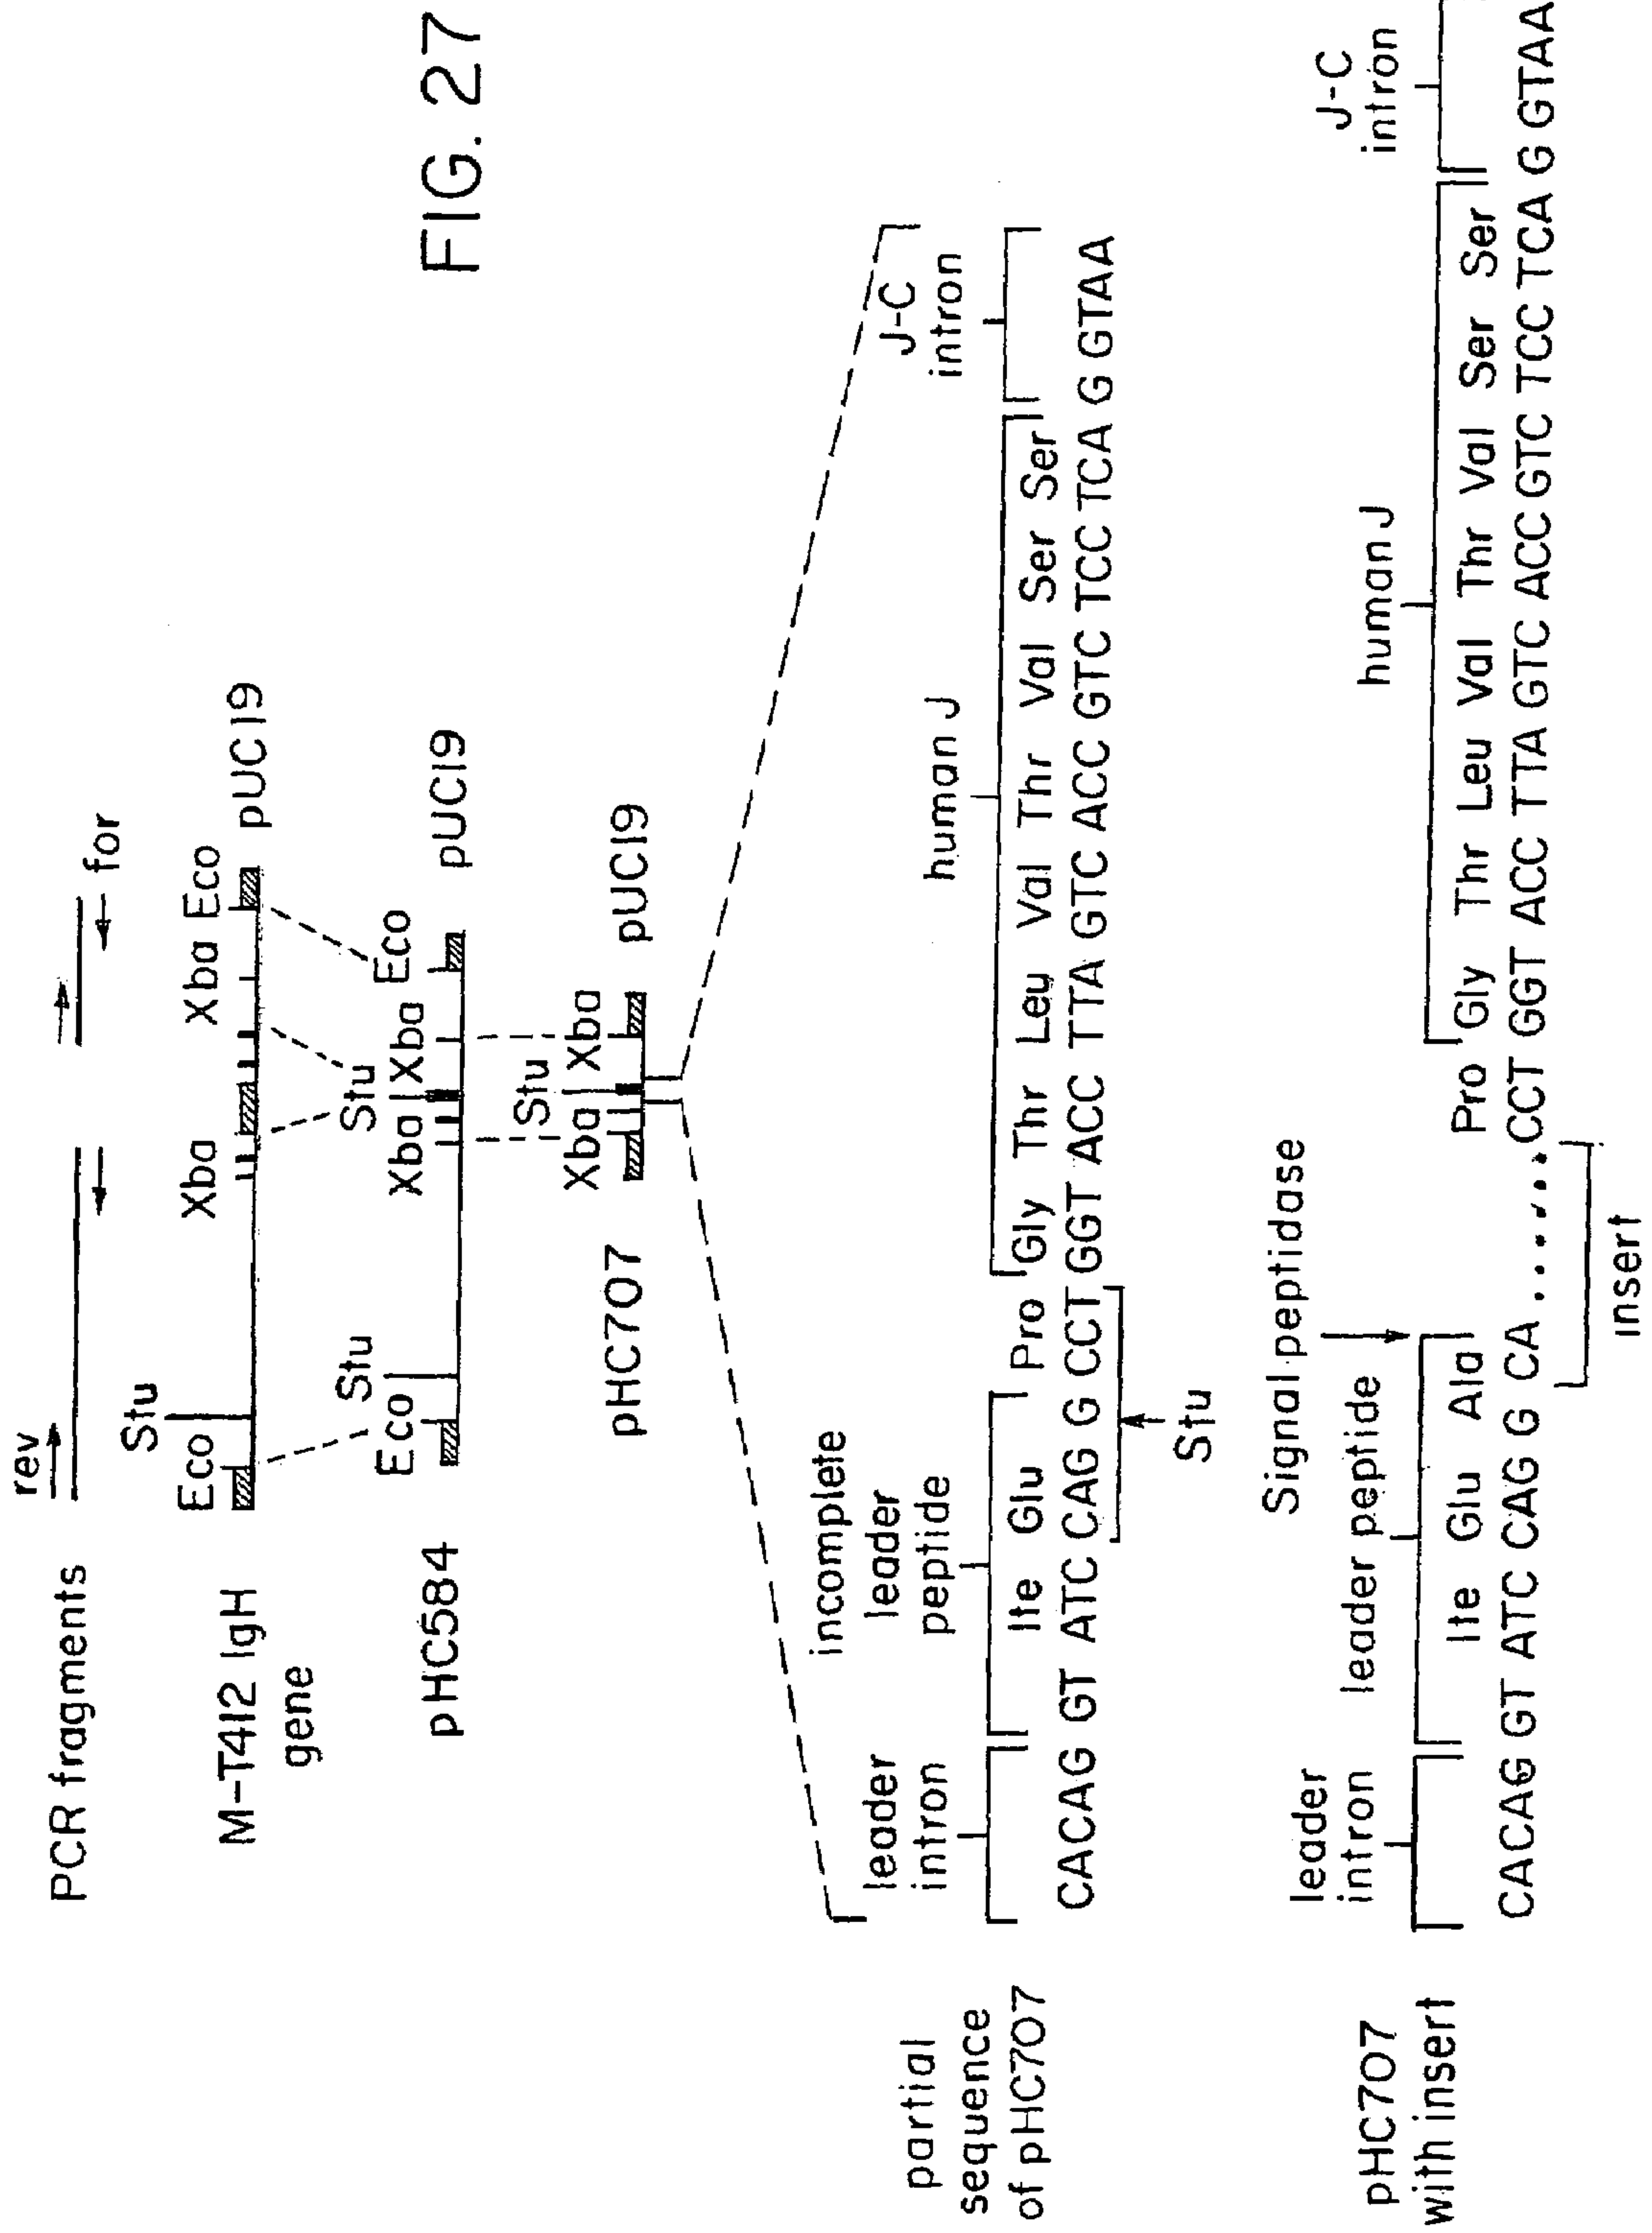 FIG. 27
PCR fragments
rev
for
M-T412 IgH
gene
Eco
Stu
Xba
Xba
Eco
pUC19
pHC584
Eco
Stu
Stu
Xba
Xba
Eco
pUC19
pHC707
Stu
Xba
Xba
pUC19
partial
sequence
of pHC707
leader
intron
incomplete
leader
peptide
human J
J-C
intron
Ile Glu Pro Gly Thr Leu Val Thr Val Ser Ser
CACAG GT ATC CAG G CCT GGT ACC TTA GTC ACC GTC TCC TCA G GTAA
Stu
pHC707
with insert
leader
intron
leader peptide
Signal peptidase
human J
J-C
intron
Ile Glu Ala Pro Gly Thr Leu Val Thr Val Ser Ser
CACAG GT ATC CAG G CA.......CCT GGT ACC TTA GTC ACC GTC TCC TCA G GTAA
insert